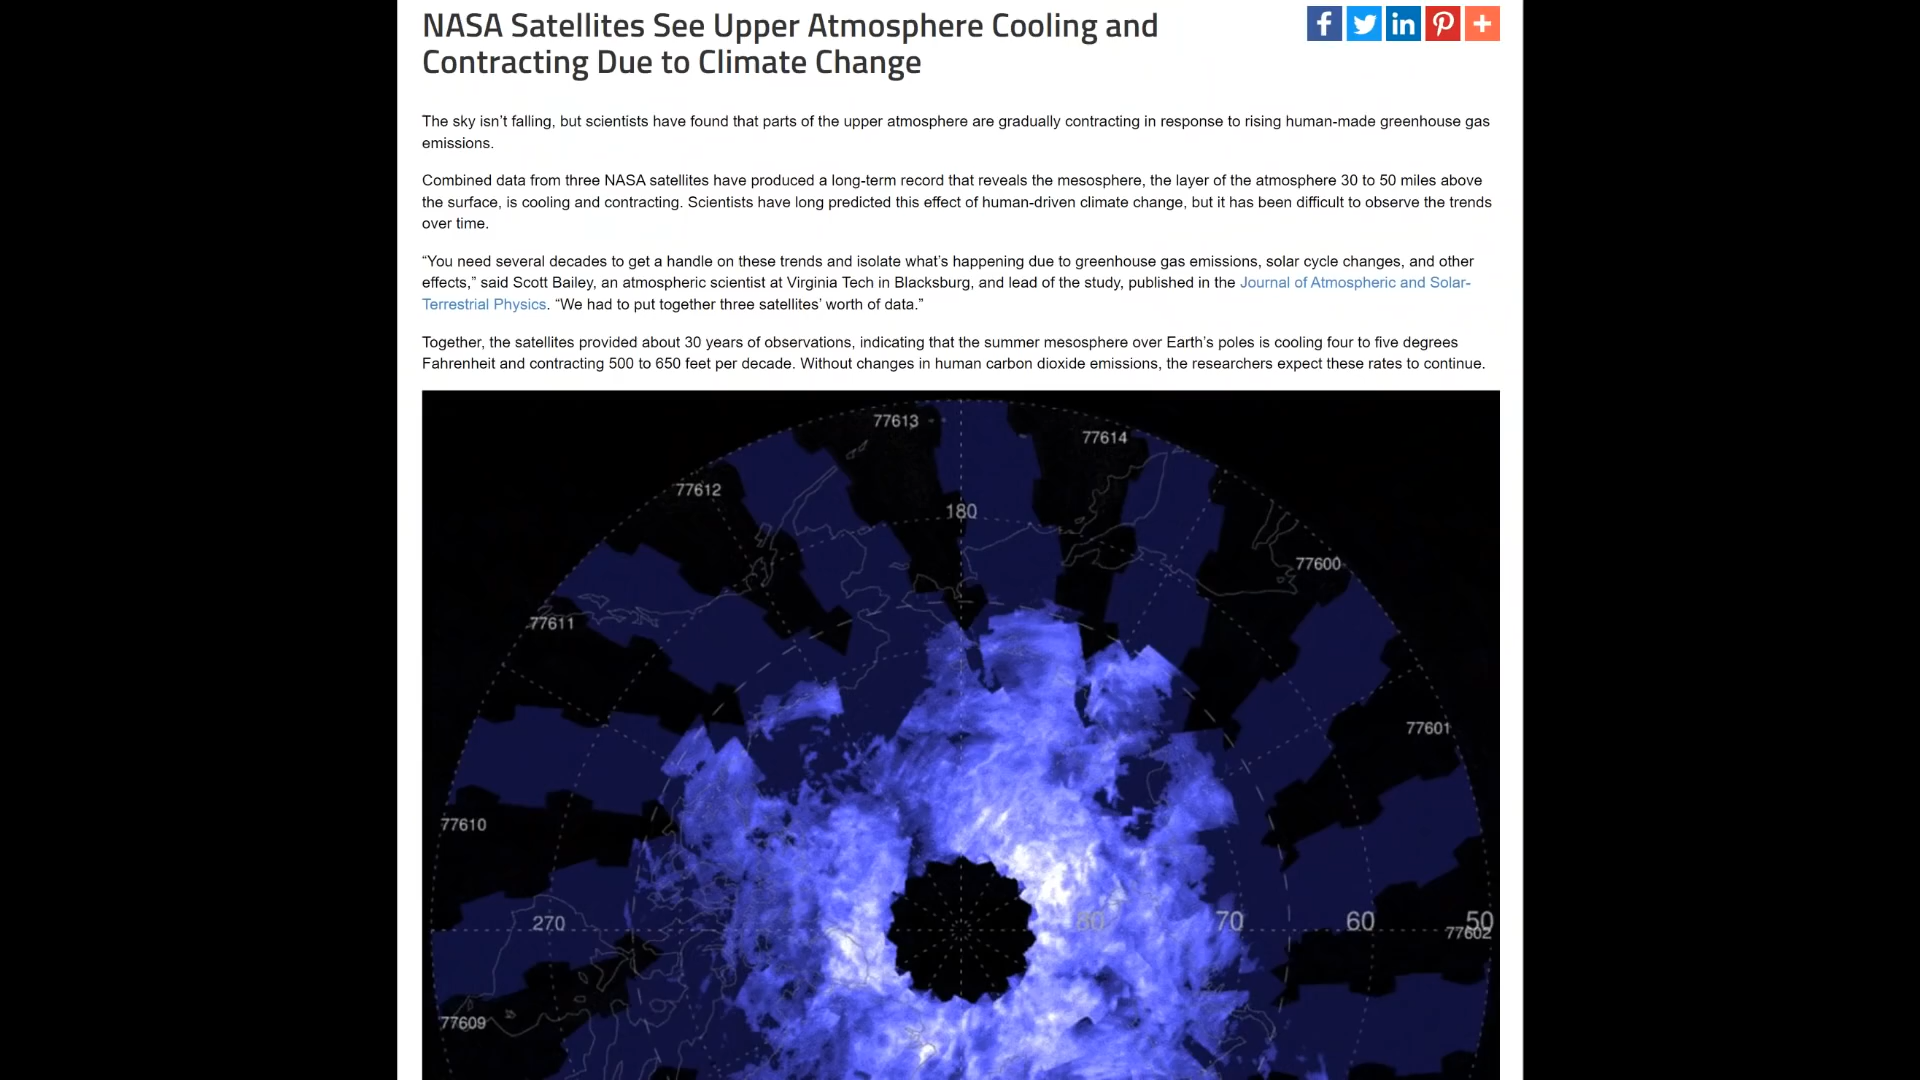 NASA Satellites See Upper Atmosphere Cooling and
Contracting Due to Climate Change
The sky isn’t falling, but scientists have found that parts of the upper atmosphere are gradually contracting in response to rising human-made greenhouse gas
emissions.
Combined data from three NASA satellites have produced a long-term record that reveals the mesosphere, the layer of the atmosphere 30 to 50 miles above
the surface, is cooling and contracting. Scientists have long predicted this effect of human-driven climate change, but it has been difficult to observe the trends
over time.
“You need several decades to get a handle on these trends and isolate what’s happening due to greenhouse gas emissions, solar cycle changes, and other
effects,” said Scott Bailey, an atmospheric scientist at Virginia Tech in Blacksburg, and lead of the study, published in the Journal of Atmospheric and Solar-
Terrestrial Physics. “We had to put together three satellites’ worth of data.”
Together, the satellites provided about 30 years of observations, indicating that the summer mesosphere over Earth’s poles is cooling four to five degrees
Fahrenheit and contracting 500 to 650 feet per decade. Without changes in human carbon dioxide emissions, the researchers expect these rates to continue.
77613
77614
77612
180
77600
77611
77601
77610
270 80 70 60 50
77602
77609